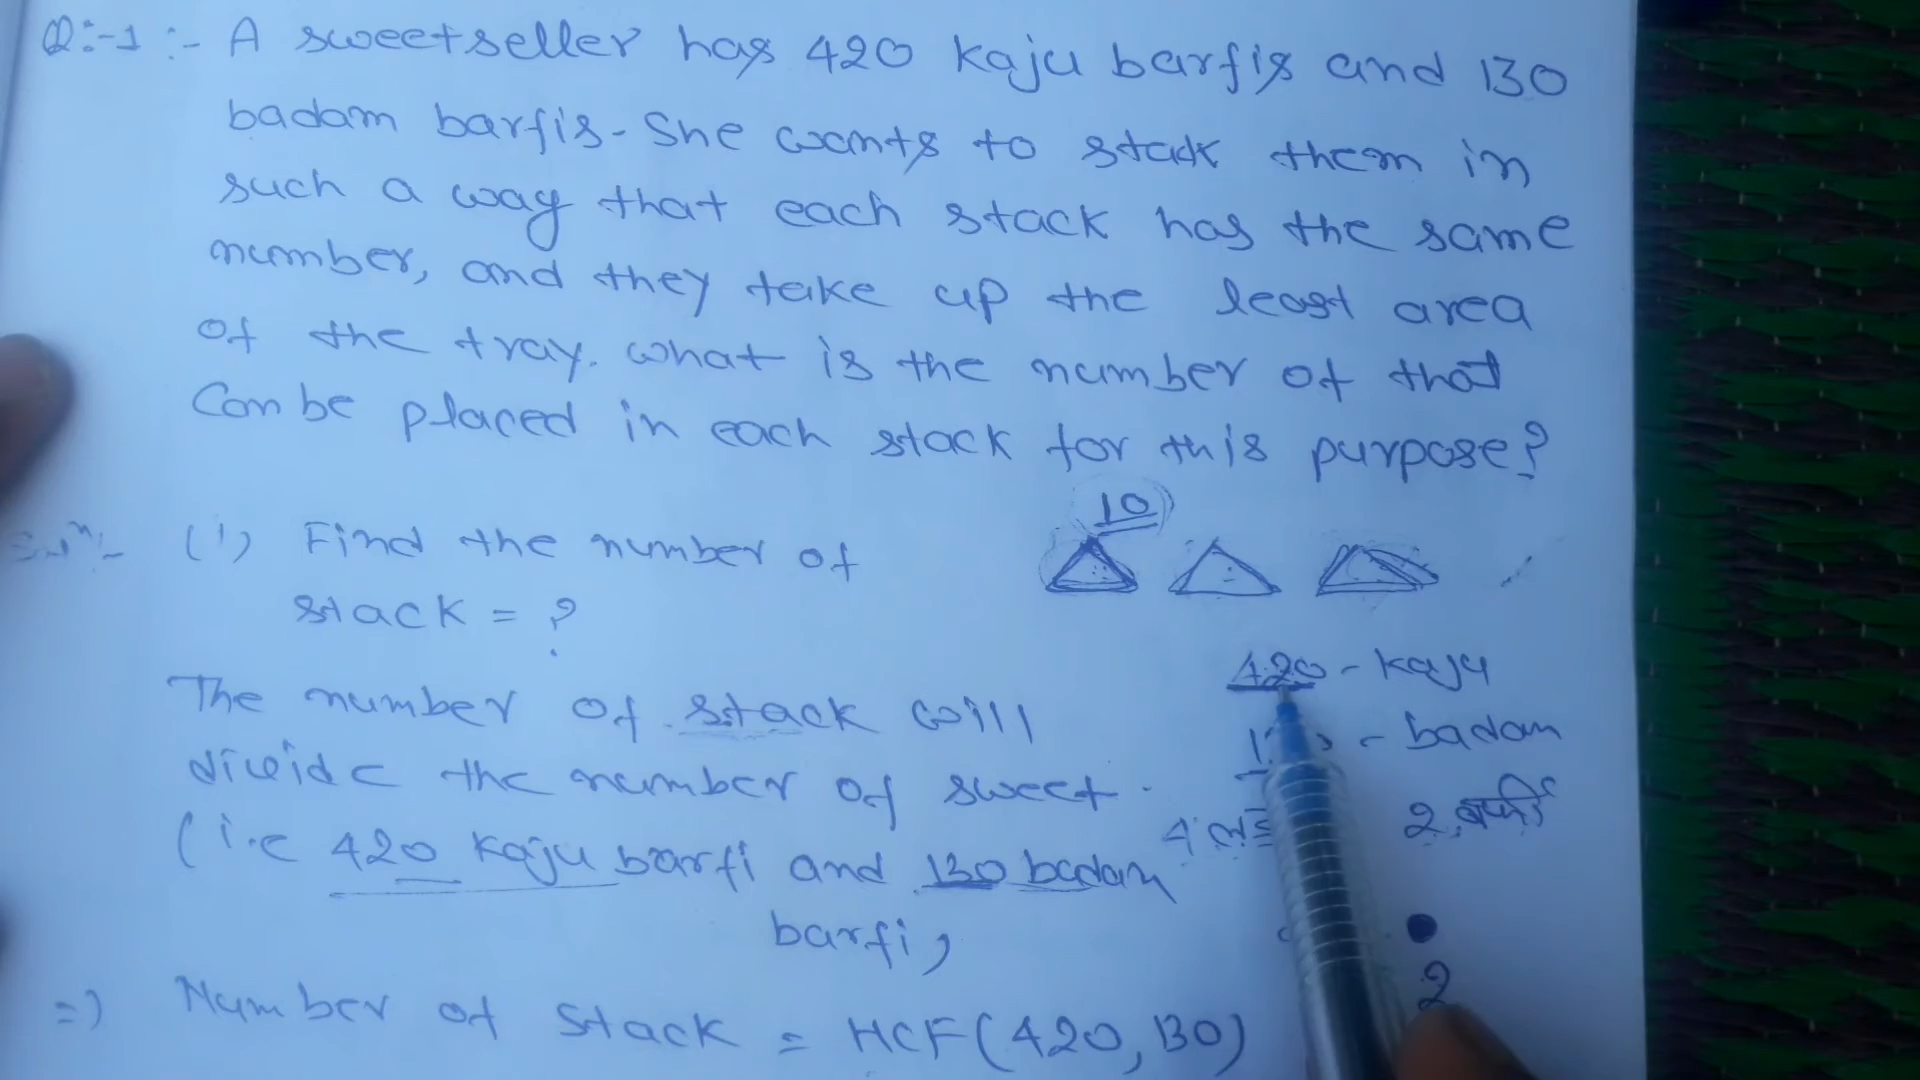 Q:-1:- A sweetseller has 420 kaju barfis and 130
badam barfis. She wants to stack them in
such a way that each stack has the same
number, and they take up the least area
of the tray. what is the number of that
Can be placed in each stack for this purpose?
10
(1) Find the number of
stack = ?
420 - kaju
The number of stack will
- badam
divide the number of sweet
2 बर्फी
(i.e 420 kaju barfi and 130 badam
barfi,
2
=) Number of stack = HCF(420, 130)